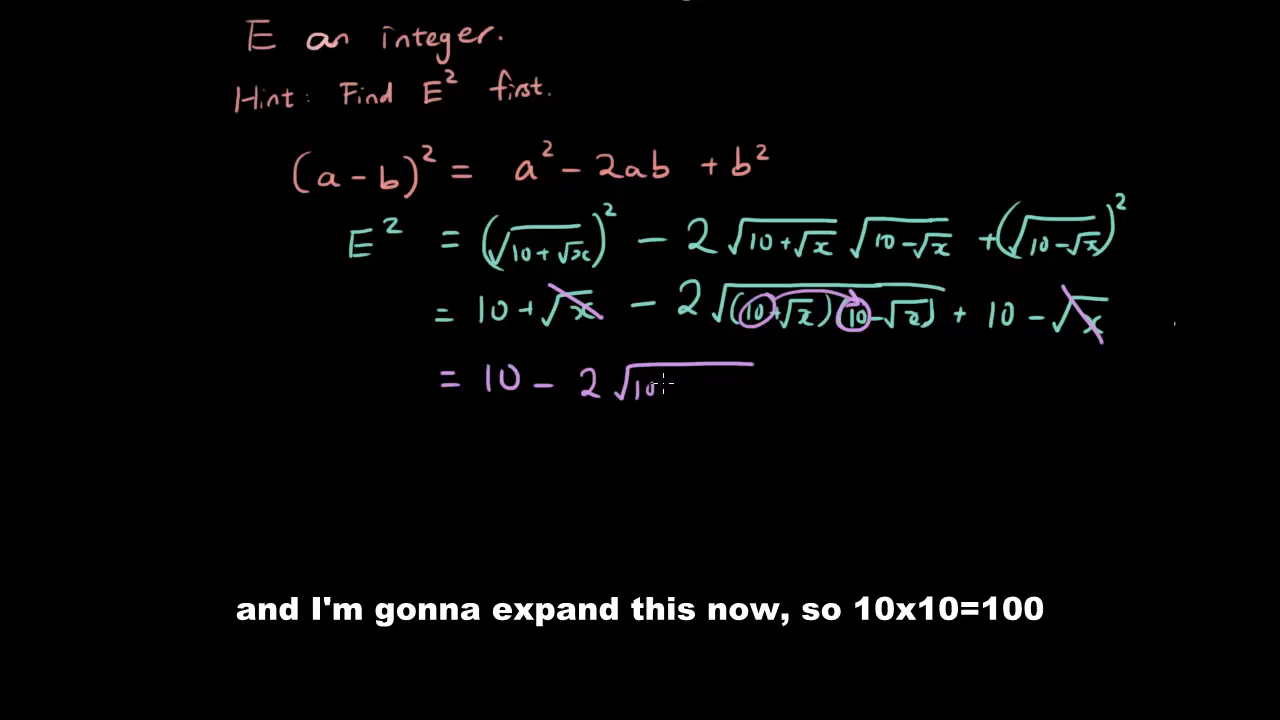 E an integer.
Hint: Find E² first.
(a - b)² = a² - 2ab + b²
E² = (√(10 + √x))² - 2 √(10 + √x) √(10 - √x) + (√(10 - √x))²
= 10 + √x - 2 √((10 + √x)(10 - √x)) + 10 - √x
= 10 - 2 √10
and I'm gonna expand this now, so 10x10=100